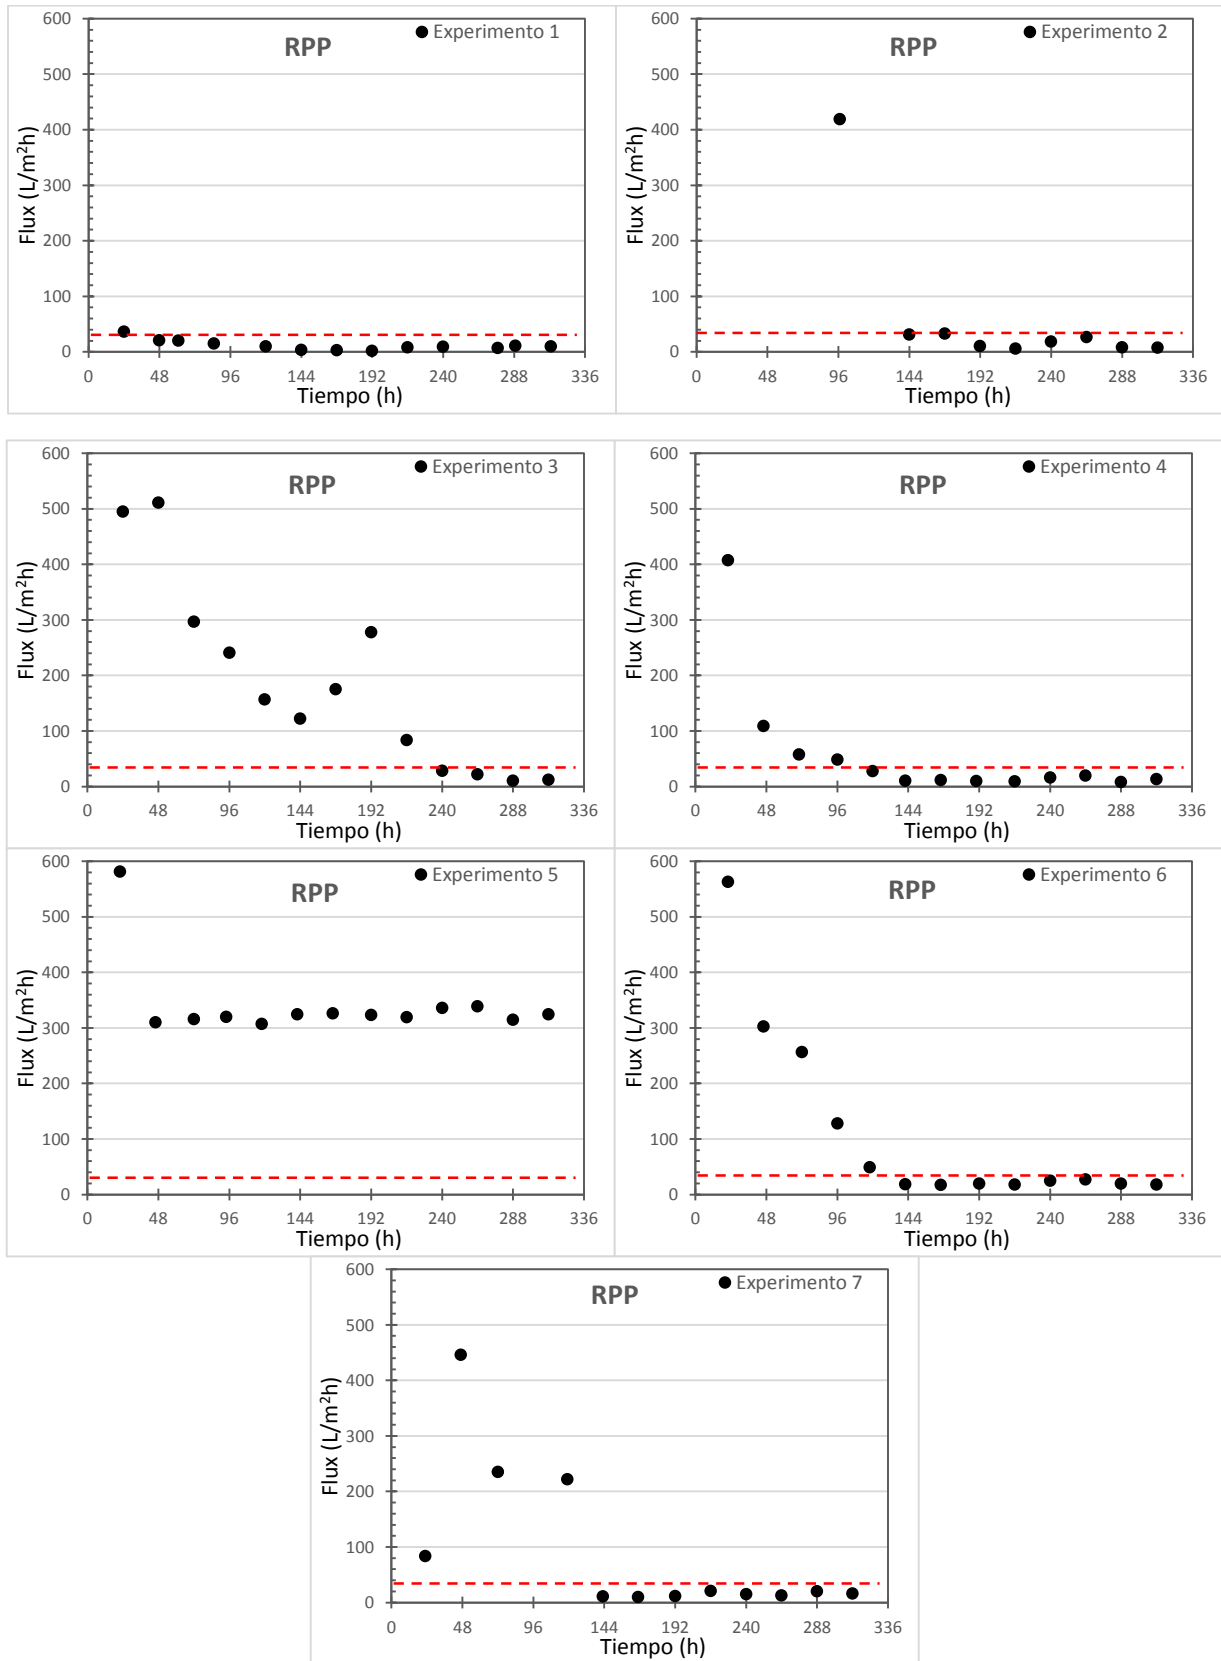 RPP
Experimento 1
Flux (L/m²h)
600
500
400
300
200
100
0
0 48 96 144 192 240 288 336
Tiempo (h)
RPP
Experimento 2
Flux (L/m²h)
600
500
400
300
200
100
0
0 48 96 144 192 240 288 336
Tiempo (h)
RPP
Experimento 3
Flux (L/m²h)
600
500
400
300
200
100
0
0 48 96 144 192 240 288 336
Tiempo (h)
RPP
Experimento 4
Flux (L/m²h)
600
500
400
300
200
100
0
0 48 96 144 192 240 288 336
Tiempo (h)
RPP
Experimento 5
Flux (L/m²h)
600
500
400
300
200
100
0
0 48 96 144 192 240 288 336
Tiempo (h)
RPP
Experimento 6
Flux (L/m²h)
600
500
400
300
200
100
0
0 48 96 144 192 240 288 336
Tiempo (h)
RPP
Experimento 7
Flux (L/m²h)
600
500
400
300
200
100
0
0 48 96 144 192 240 288 336
Tiempo (h)